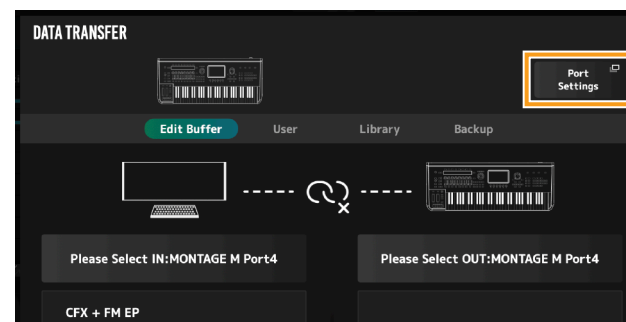 DATA TRANSFER
Port
Settings
Edit Buffer User Library Backup
Please Select IN:MONTAGE M Port4 Please Select OUT:MONTAGE M Port4
CFX + FM EP